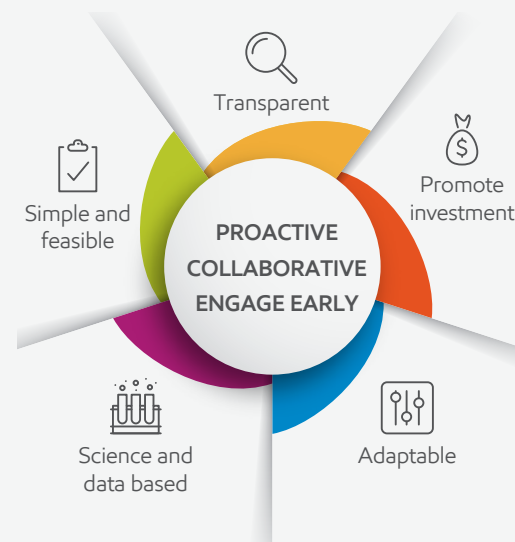 Transparent
Promote
investment
Simple and
feasible
PROACTIVE
COLLABORATIVE
ENGAGE EARLY
Science and
data based
Adaptable
$